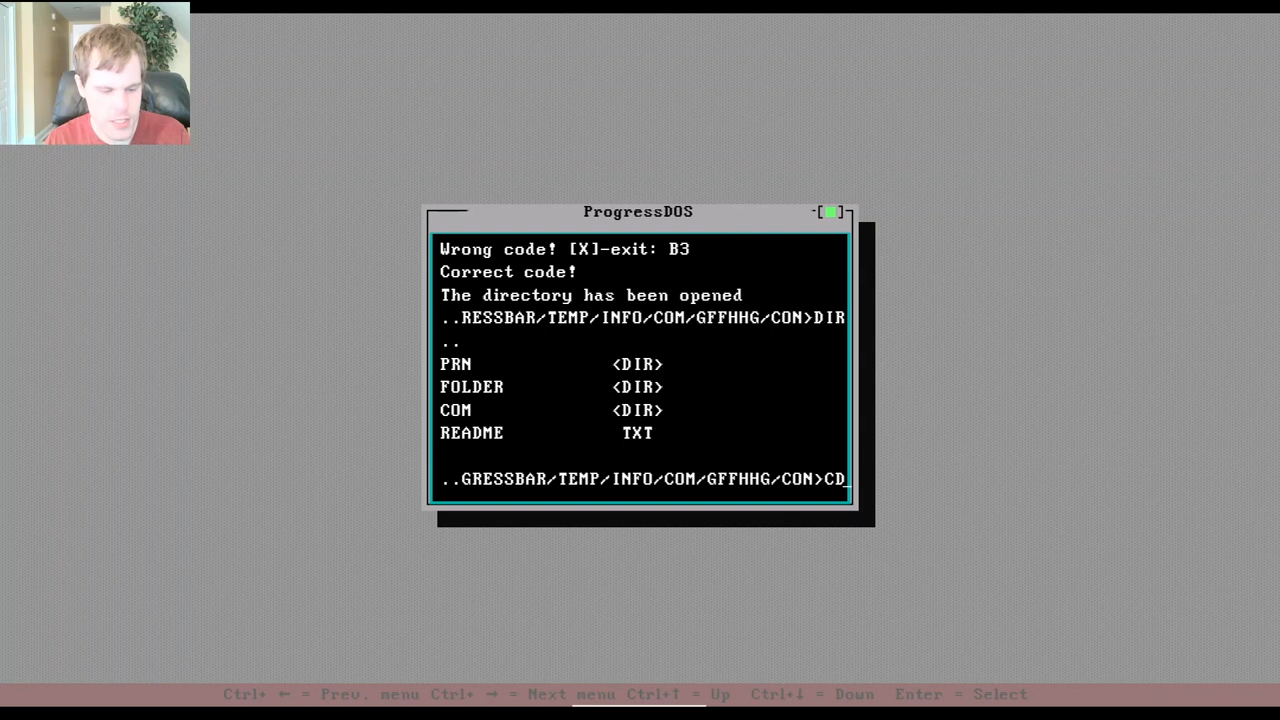 ProgressDOS
Wrong code! [X]-exit: B3
Correct code!
The directory has been opened
..RESSBAR/TEMP/INFO/COM/GFFHHG/CON>DIR
..
PRN <DIR>
FOLDER <DIR>
COM <DIR>
README TXT
..GRESSBAR/TEMP/INFO/COM/GFFHHG/CON>CD_
Ctrl+ ← = Prev. menu Ctrl+ → = Next menu Ctrl+↑ = Up Ctrl+↓ = Down Enter = Select